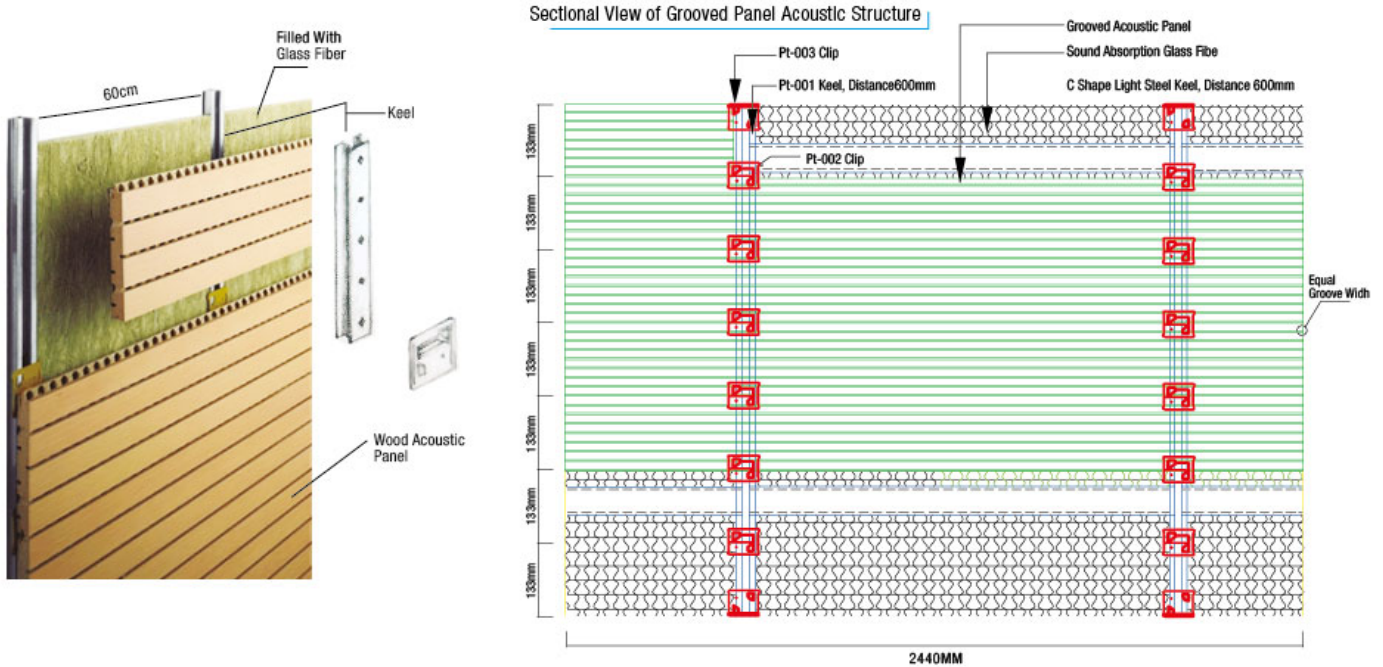 Sectional View of Grooved Panel Acoustic Structure
Filled With
Glass Fiber
60cm
Keel
Wood Acoustic
Panel
Pt-003 Clip
Pt-001 Keel, Distance600mm
Pt-002 Clip
Grooved Acoustic Panel
Sound Absorption Glass Fibe
C Shape Light Steel Keel, Distance 600mm
133mm
133mm
133mm
133mm
133mm
133mm
133mm
Equal
Groove Widh
2440MM